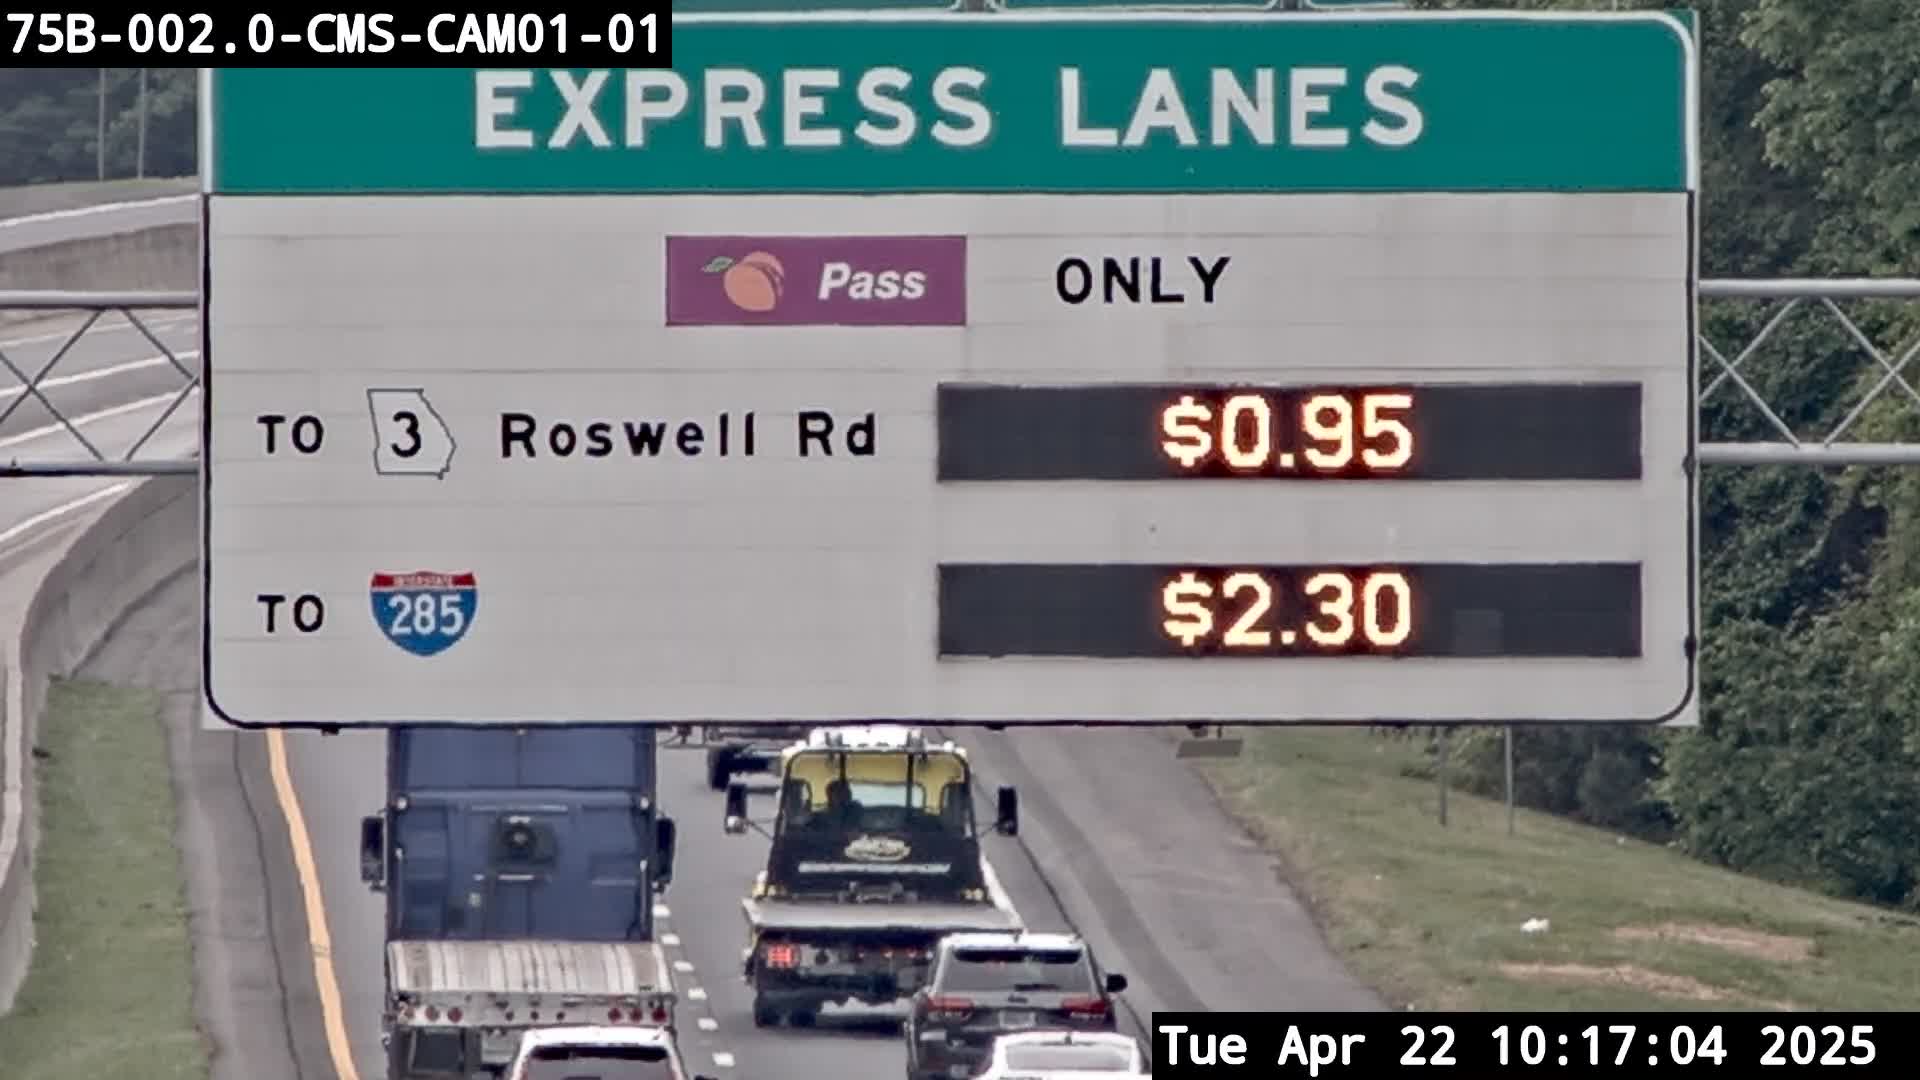 75B-002.0-CMS-CAM01-01
EXPRESS LANES
Pass ONLY
TO 3 Roswell Rd $0.95
INTERSTATE
TO 285 $2.30
Tue Apr 22 10:17:04 2025